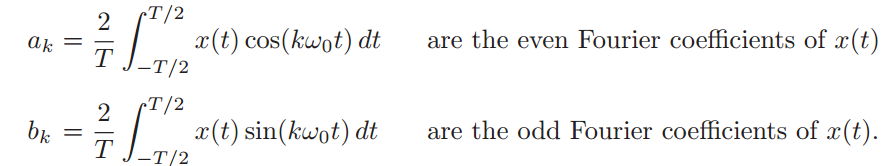 $a_k = \frac{2}{T} \int_{-T/2}^{T/2} x(t) \cos(k\omega_0 t)\, dt$ are the even Fourier coefficients of $x(t)$
$b_k = \frac{2}{T} \int_{-T/2}^{T/2} x(t) \sin(k\omega_0 t)\, dt$ are the odd Fourier coefficients of $x(t)$.